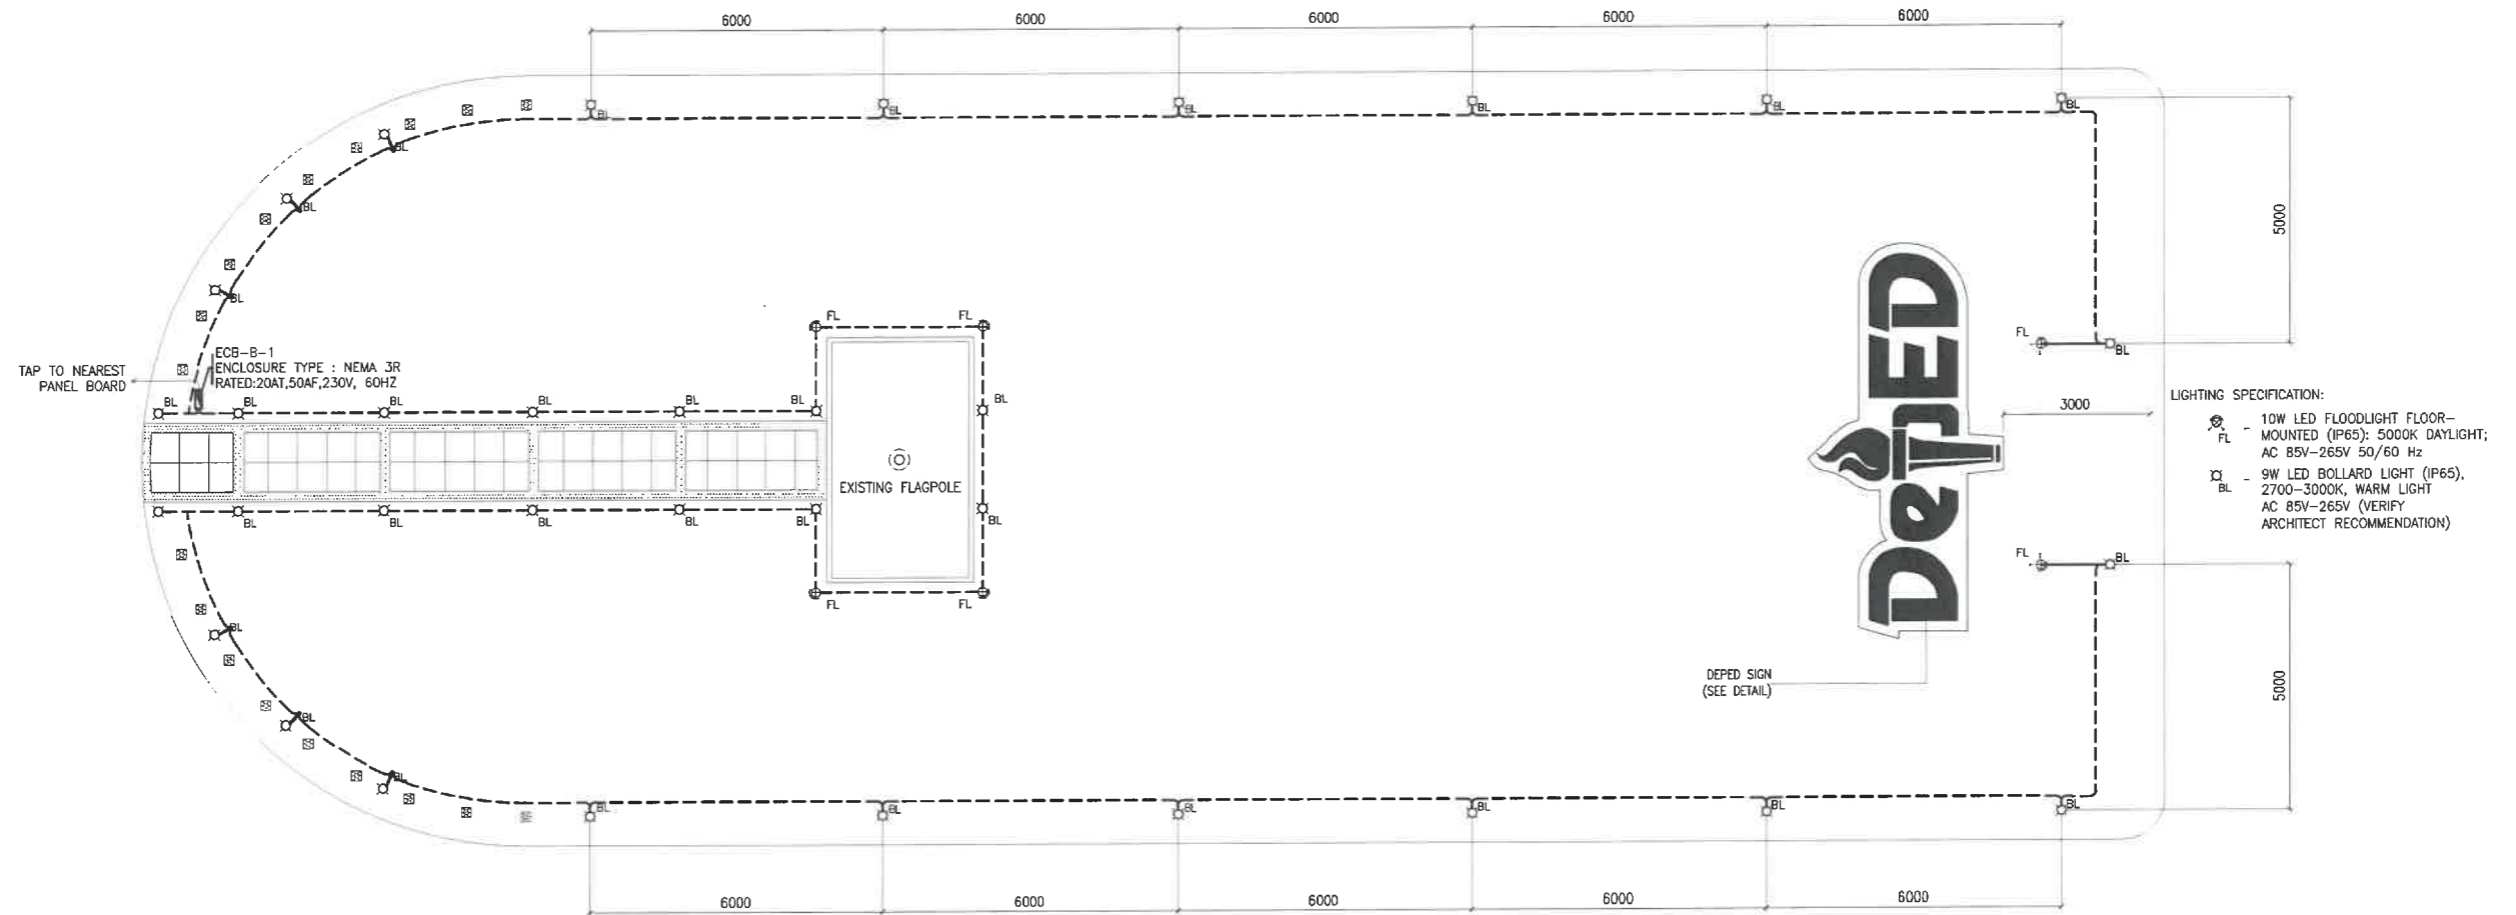 6000
6000
6000
6000
6000
BL
BL
BL
BL
BL
BL
BL
BL
BL
5000
FL
FL
FL
BL
TAP TO NEAREST
PANEL BOARD
ECB-B-1
ENCLOSURE TYPE : NEMA 3R
RATED:20AT,50AF,230V, 60HZ
BL
BL
BL
BL
BL
BL
BL
EXISTING FLAGPOLE
BL
BL
BL
BL
BL
BL
FL
FL
DepED
3000
LIGHTING SPECIFICATION:
FL - 10W LED FLOODLIGHT FLOOR-
MOUNTED (IP65): 5000K DAYLIGHT;
AC 85V-265V 50/60 Hz
BL - 9W LED BOLLARD LIGHT (IP65),
2700-3000K, WARM LIGHT
AC 85V-265V (VERIFY
ARCHITECT RECOMMENDATION)
FL
BL
BL
BL
BL
DEPED SIGN
(SEE DETAIL)
5000
BL
BL
BL
BL
BL
BL
6000
6000
6000
6000
6000